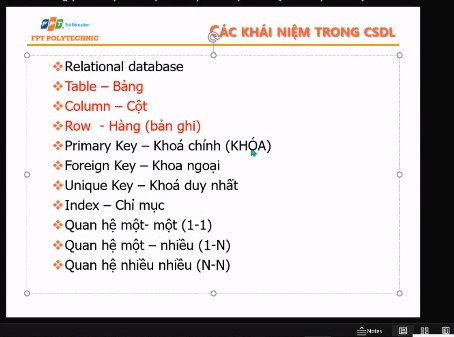 FPT Education
FPT POLYTECHNIC
CÁC KHÁI NIỆM TRONG CSDL
Relational database
Table – Bảng
Column – Cột
Row - Hàng (bản ghi)
Primary Key – Khoá chính (KHÓA)
Foreign Key – Khoa ngoại
Unique Key – Khoá duy nhất
Index – Chỉ mục
Quan hệ một- một (1-1)
Quan hệ một – nhiều (1-N)
Quan hệ nhiều nhiều (N-N)
Notes